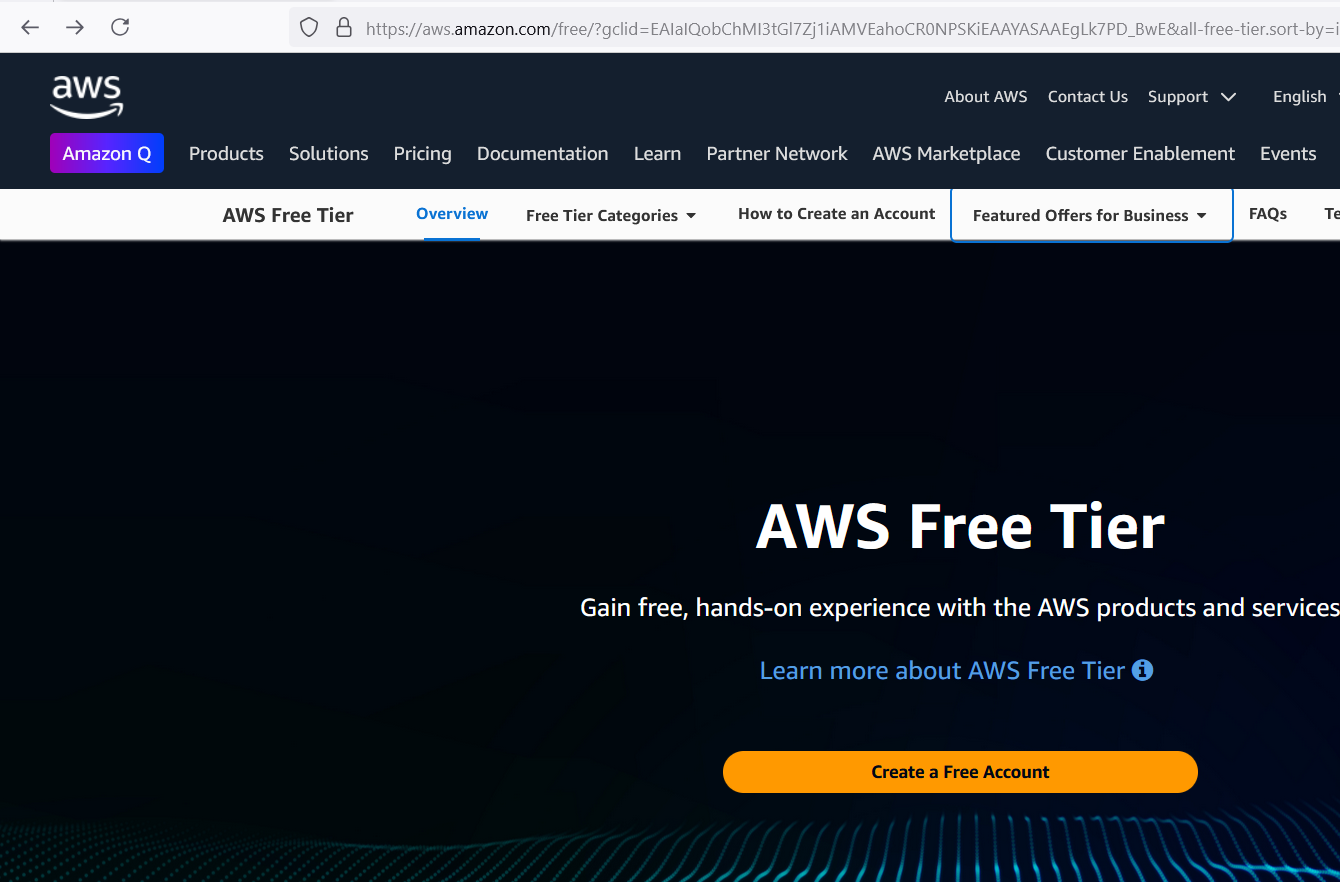 https://aws.amazon.com/free/?gclid=EAIaIQobChMI3tGl7Zj1iAMVEahoCR0NPSKiEAAYASAAEgLk7PD_BwE&all-free-tier.sort-by=i
aws
About AWS Contact Us Support English
Amazon Q Products Solutions Pricing Documentation Learn Partner Network AWS Marketplace Customer Enablement Events
AWS Free Tier Overview Free Tier Categories How to Create an Account Featured Offers for Business FAQs Te
AWS Free Tier
Gain free, hands-on experience with the AWS products and services
Learn more about AWS Free Tier
Create a Free Account